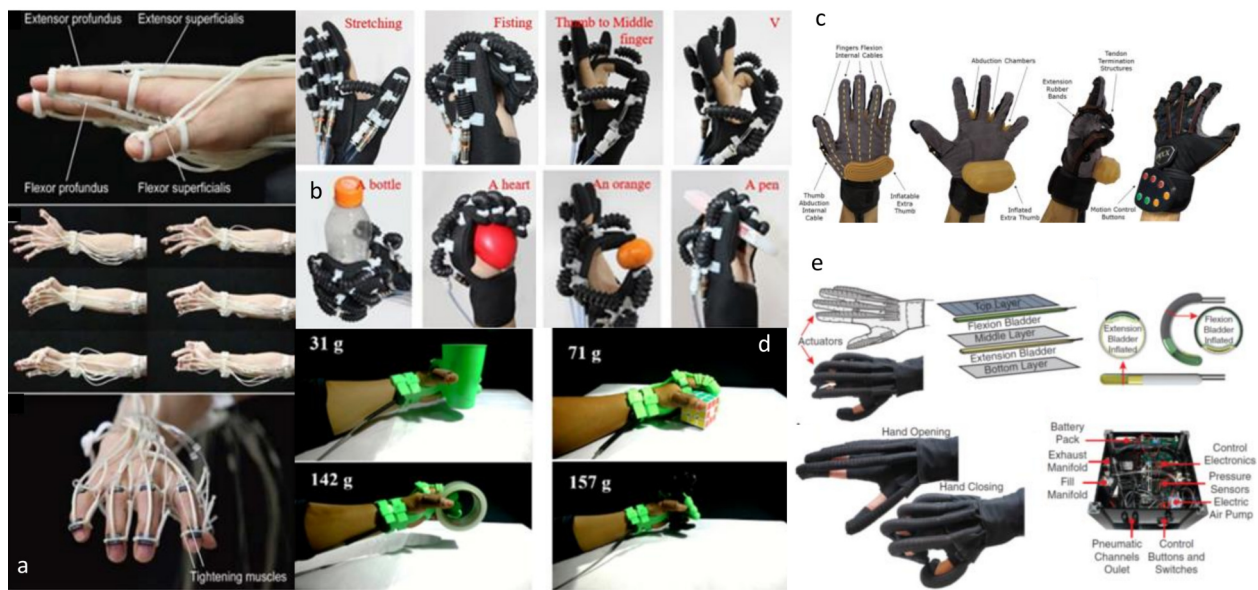 Extensor profundus
Extensor superficialis
Flexor profundus
Flexor superficialis
Tightening muscles
a
Stretching
Fisting
Thumb to Middle
finger
V
b
A bottle
A heart
An orange
A pen
c
Fingers Flexion
Internal Cables
Abduction Chambers
Extension
Rubber
Bands
Tendon
Termination
Structures
Thumb
Abduction
Internal
Cable
Inflatable
Extra
Thumb
Inflated
Extra Thumb
Motion Control
Buttons
d
31 g
71 g
142 g
157 g
e
Actuators
Top Layer
Flexion Bladder
Middle Layer
Extension Bladder
Bottom Layer
Extension
Bladder
Inflated
Flexion
Bladder
Inflated
Hand Opening
Hand Closing
Battery
Pack
Exhaust
Manifold
Fill
Manifold
Control
Electronics
Pressure
Sensors
Electric
Air Pump
Pneumatic
Channels
Oulet
Control
Buttons and
Switches